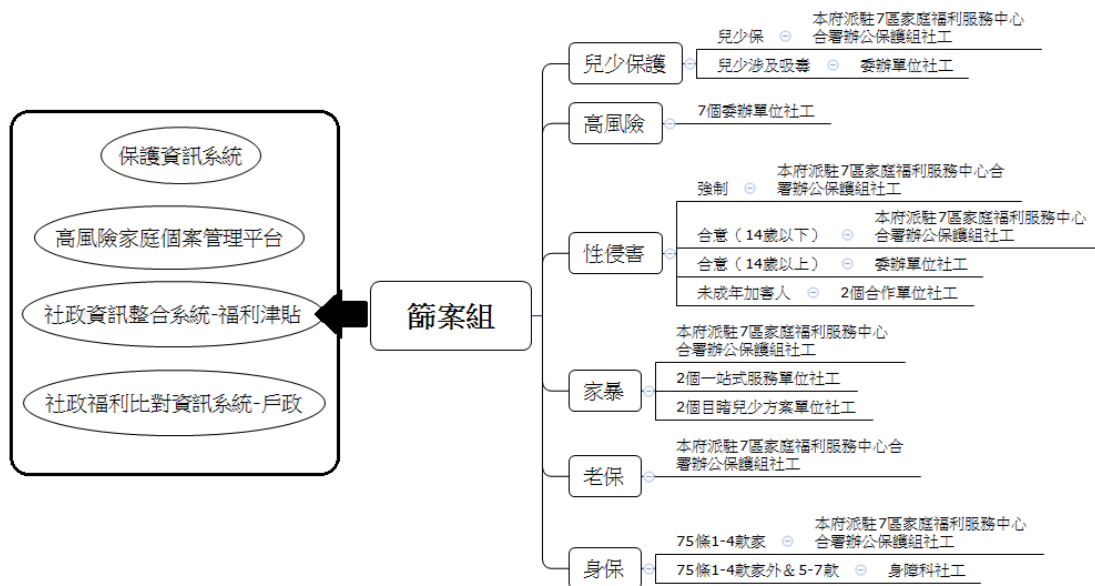 保護資訊系統
高風險家庭個案管理平台
社政資訊整合系統-福利津貼
社政福利比對資訊系統-戶政
篩案組
兒少保護
兒少保
本府派駐7區家庭福利服務中心
合署辦公保護組社工
兒少涉及吸毒
委辦單位社工
高風險
7個委辦單位社工
性侵害
強制
本府派駐7區家庭福利服務中心合
署辦公保護組社工
合意（14歲以下）
本府派駐7區家庭福利服務中心
合署辦公保護組社工
合意（14歲以上）
委辦單位社工
未成年加害人
2個合作單位社工
家暴
本府派駐7區家庭福利服務中心
合署辦公保護組社工
2個一站式服務單位社工
2個目睹兒少方案單位社工
老保
本府派駐7區家庭福利服務中心合
署辦公保護組社工
身保
75條1-4款家
本府派駐7區家庭福利服務中心
合署辦公保護組社工
75條1-4款家外＆5-7款
身障科社工